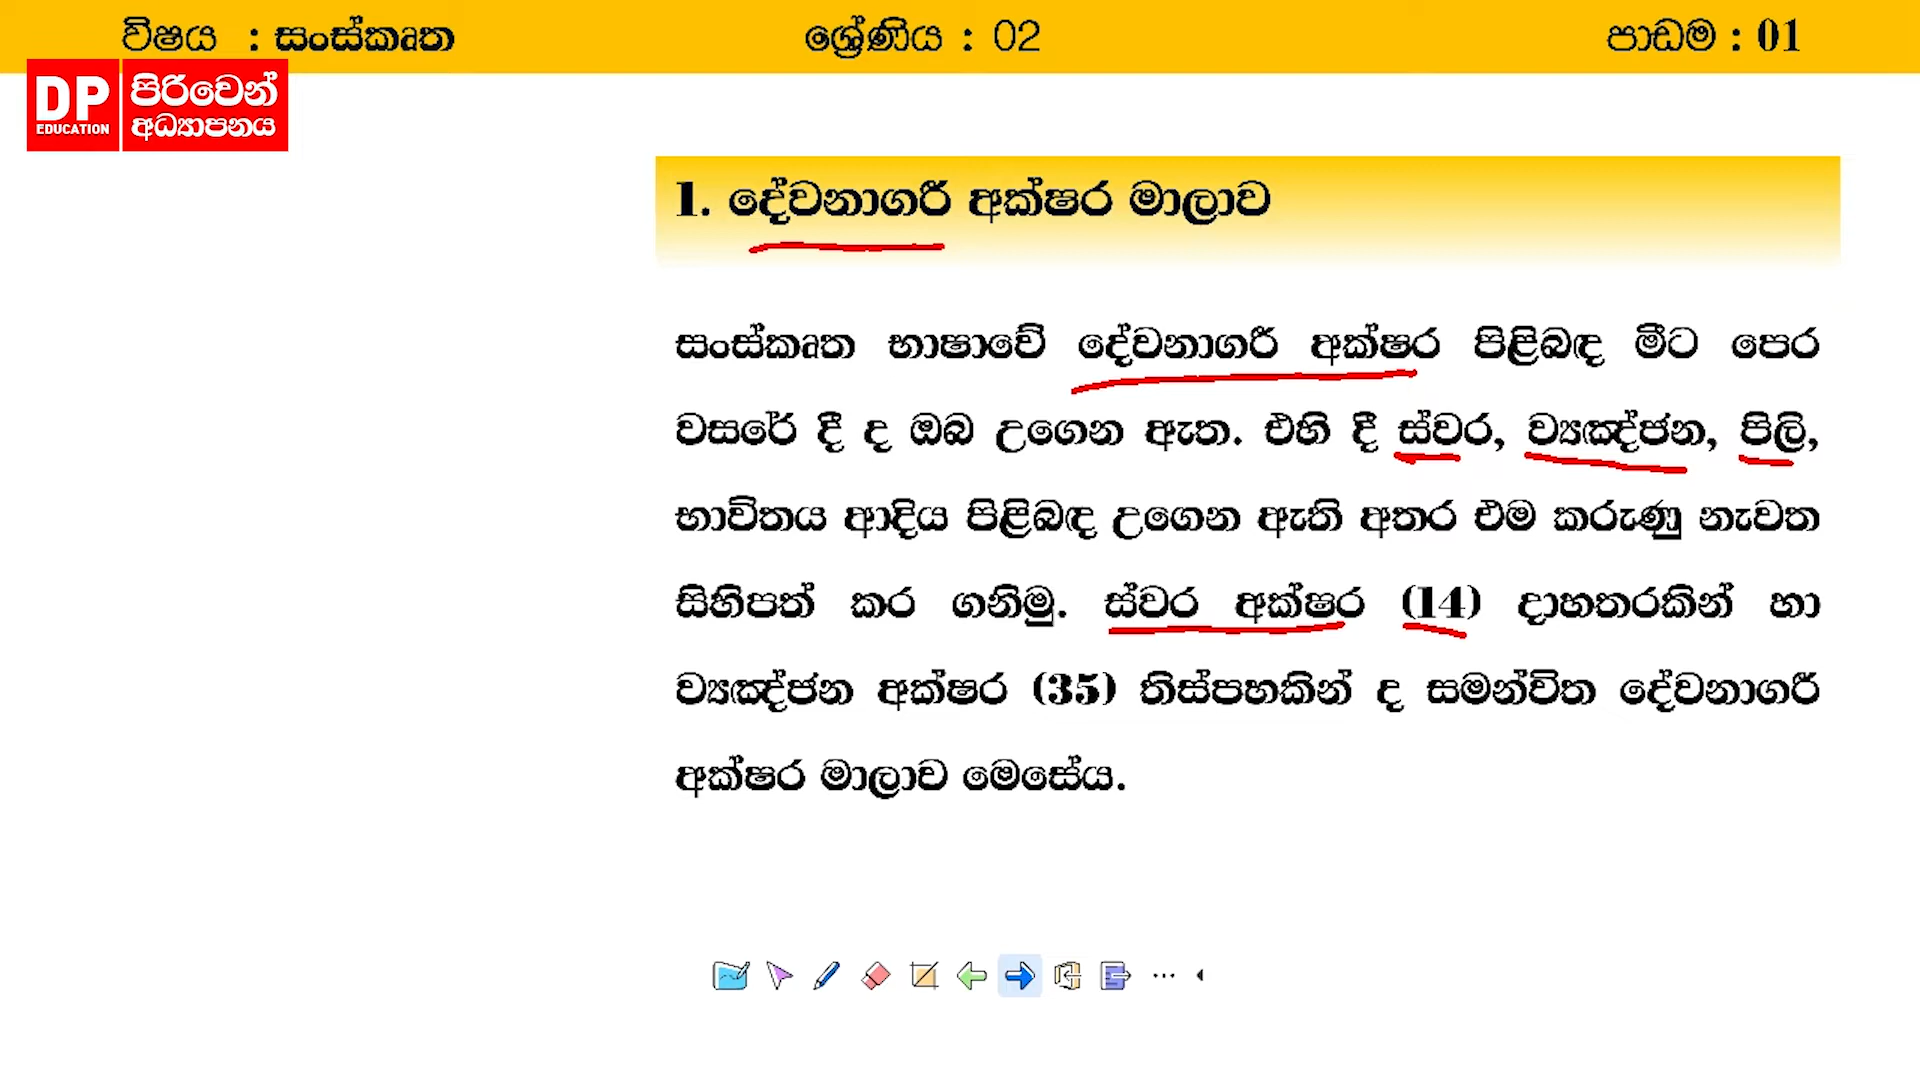 විෂය : සංස්කෘත
ශ්‍රේණිය : 02
පාඩම : 01
DP EDUCATION
පිරිවෙන් අධ්‍යාපනය
1. දේවනාගරී අක්ෂර මාලාව
සංස්කෘත භාෂාවේ දේවනාගරී අක්ෂර පිළිබඳ මීට පෙර
වසරේ දී ද ඔබ උගෙන ඇත. එහි දී ස්වර, ව්‍යඤ්ජන, පිලි,
භාවිතය ආදිය පිළිබඳ උගෙන ඇති අතර එම කරුණු නැවත
සිහිපත් කර ගනිමු. ස්වර අක්ෂර (14) දාහතරකින් හා
ව්‍යඤ්ජන අක්ෂර (35) තිස්පහකින් ද සමන්විත දේවනාගරී
අක්ෂර මාලාව මෙසේය.